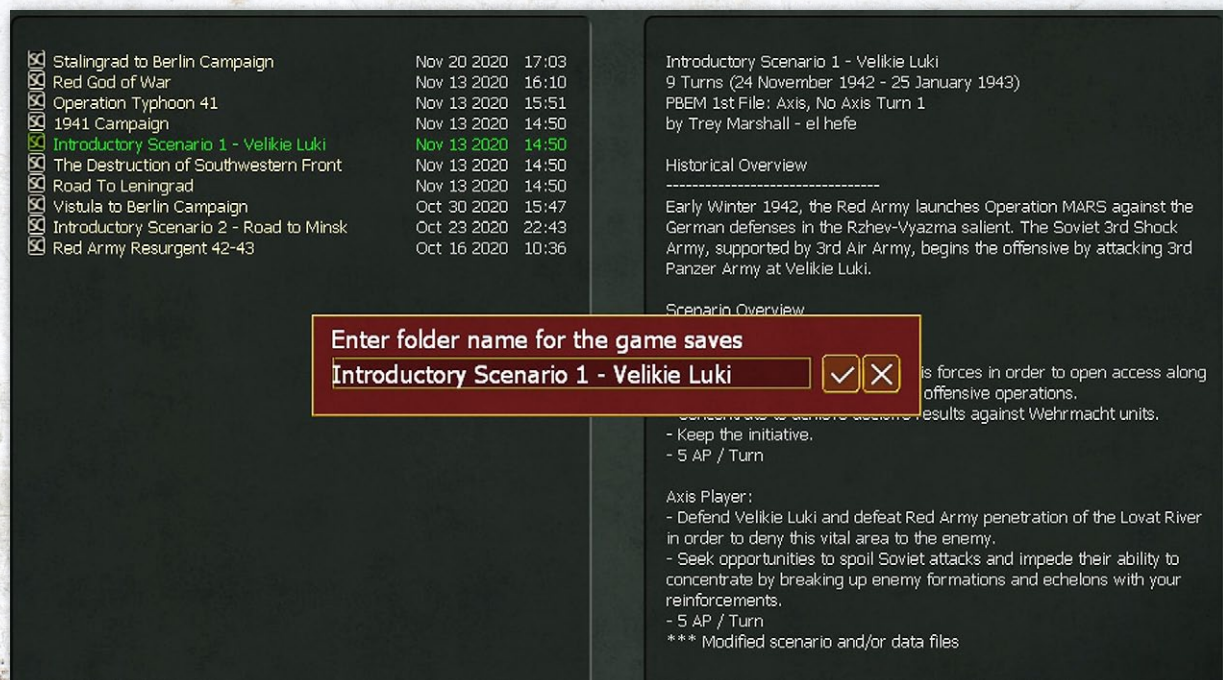 Stalingrad to Berlin Campaign Nov 20 2020 17:03
Red God of War Nov 13 2020 16:10
Operation Typhoon 41 Nov 13 2020 15:51
1941 Campaign Nov 13 2020 14:50
Introductory Scenario 1 - Velikie Luki Nov 13 2020 14:50
The Destruction of Southwestern Front Nov 13 2020 14:50
Road To Leningrad Nov 13 2020 14:50
Vistula to Berlin Campaign Oct 30 2020 15:47
Introductory Scenario 2 - Road to Minsk Oct 23 2020 22:43
Red Army Resurgent 42-43 Oct 16 2020 10:36
Introductory Scenario 1 - Velikie Luki
9 Turns (24 November 1942 - 25 January 1943)
PBEM 1st File: Axis, No Axis Turn 1
by Trey Marshall - el hefe
Historical Overview
---------------------------------
Early Winter 1942, the Red Army launches Operation MARS against the
German defenses in the Rzhev-Vyazma salient. The Soviet 3rd Shock
Army, supported by 3rd Air Army, begins the offensive by attacking 3rd
Panzer Army at Velikie Luki.
Scenario Overview
Enter folder name for the game saves
Introductory Scenario 1 - Velikie Luki
forces in order to open access along
offensive operations.
results against Wehrmacht units.
- Keep the initiative.
- 5 AP / Turn
Axis Player:
- Defend Velikie Luki and defeat Red Army penetration of the Lovat River
in order to deny this vital area to the enemy.
- Seek opportunities to spoil Soviet attacks and impede their ability to
concentrate by breaking up enemy formations and echelons with your
reinforcements.
- 5 AP / Turn
*** Modified scenario and/or data files